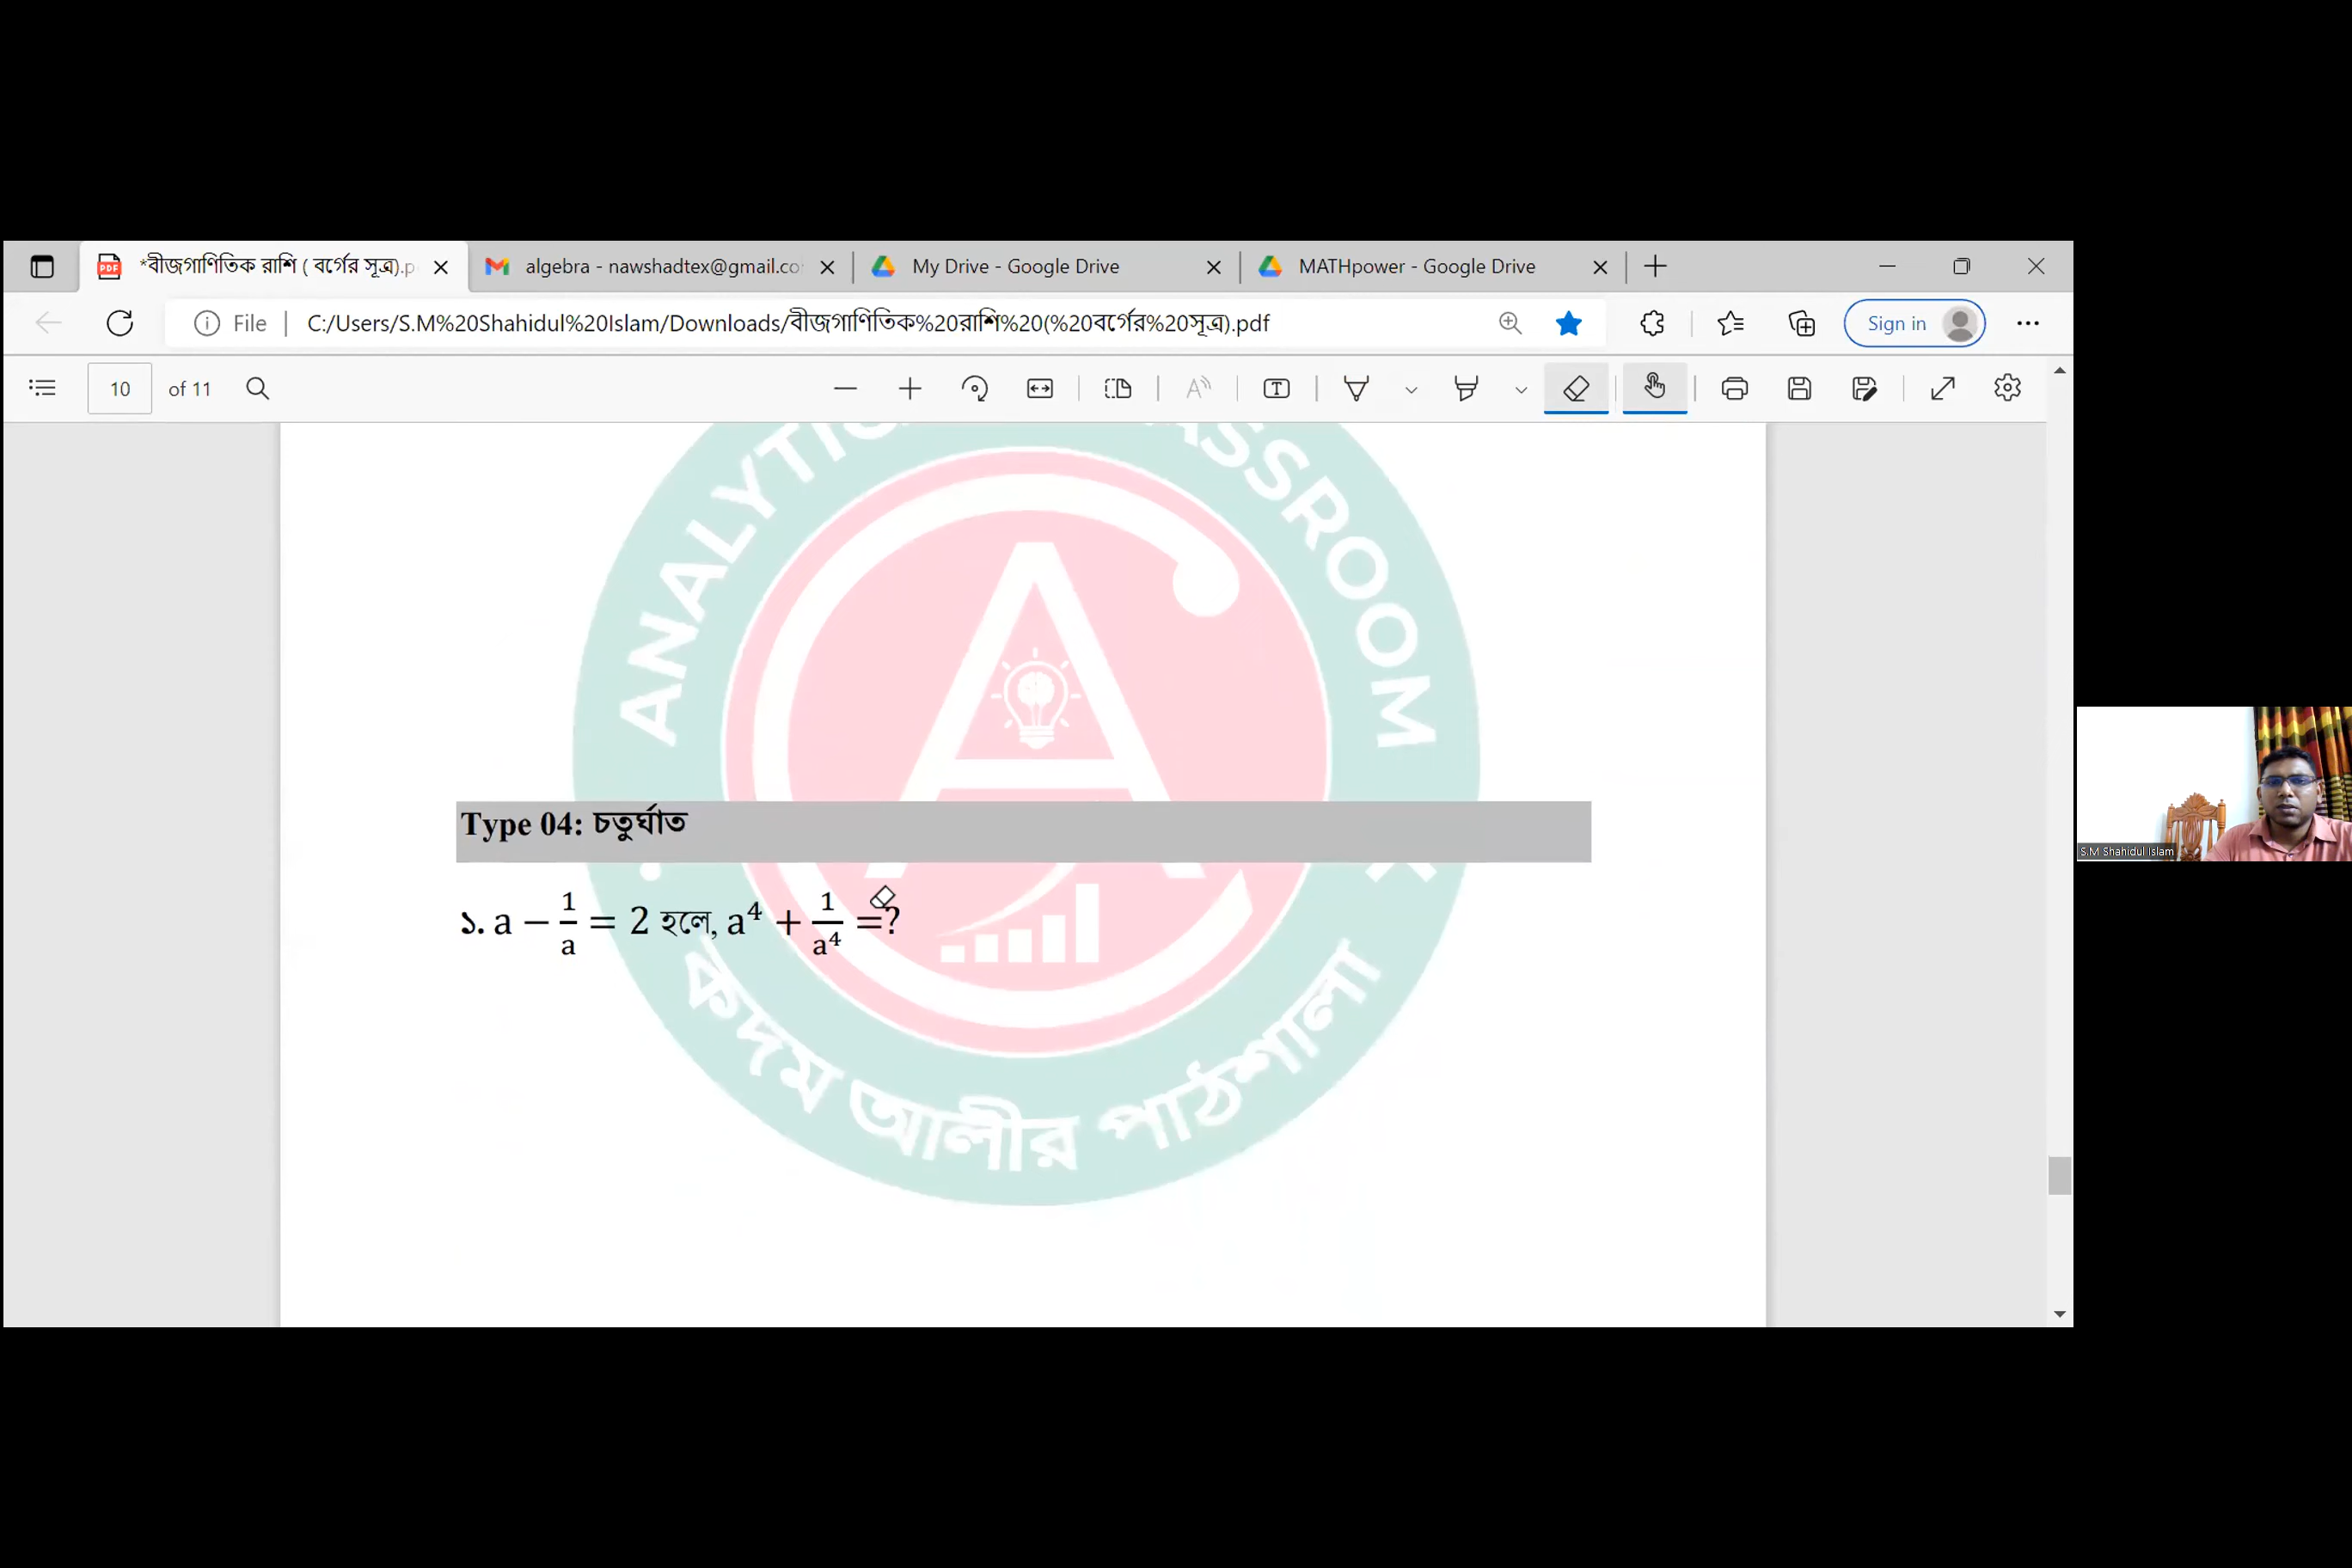 *বীজগাণিতিক রাশি ( বর্গের সূত্র).p
algebra - nawshadtex@gmail.co
My Drive - Google Drive
MATHpower - Google Drive
File
C:/Users/S.M%20Shahidul%20Islam/Downloads/বীজগাণিতিক%20রাশি%20(%20বর্গের%20সূত্র).pdf
Sign in
10 of 11
ANALYTIC ASSROOM
Type 04: চতুর্ঘাত
১. a − 1/a = 2 হলে, a⁴ + 1/a⁴ =?
কদম আলীর পাঠশালা
S.M Shahidul Islam